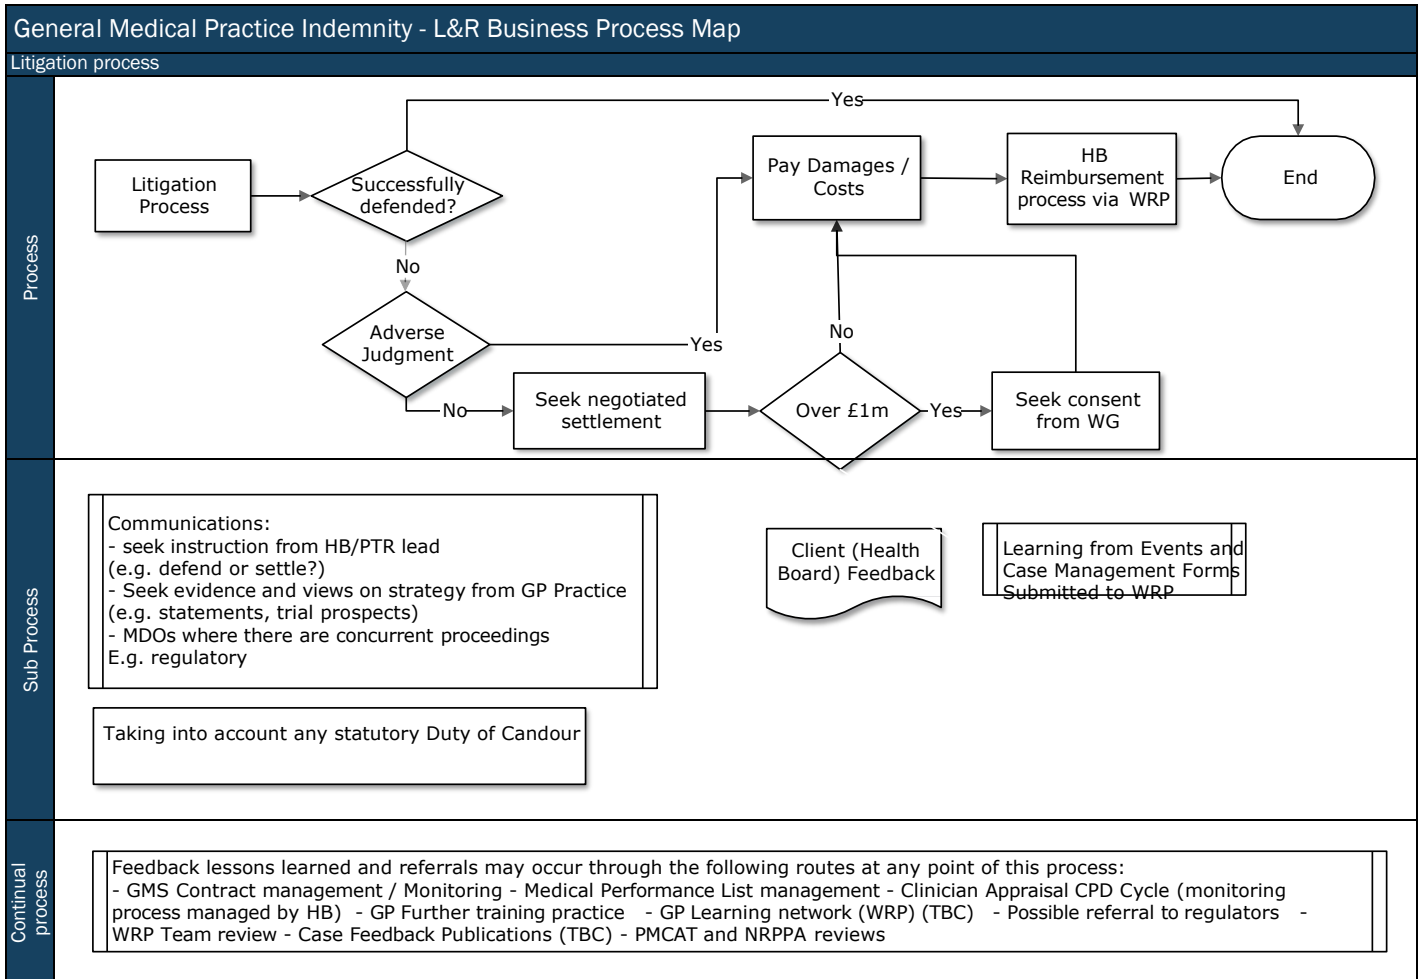 General Medical Practice Indemnity - L&R Business Process Map
Litigation process
Process
Litigation
Process
Successfully
defended?
Yes
No
Adverse
Judgment
Yes
No
Seek negotiated
settlement
Over £1m
No
Yes
Seek consent
from WG
Pay Damages /
Costs
HB
Reimbursement
process via WRP
End
Sub Process
Communications:
- seek instruction from HB/PTR lead
(e.g. defend or settle?)
- Seek evidence and views on strategy from GP Practice
(e.g. statements, trial prospects)
- MDOs where there are concurrent proceedings
E.g. regulatory
Taking into account any statutory Duty of Candour
Client (Health
Board) Feedback
Learning from Events and
Case Management Forms
Submitted to WRP
Continual
process
Feedback lessons learned and referrals may occur through the following routes at any point of this process:
- GMS Contract management / Monitoring - Medical Performance List management - Clinician Appraisal CPD Cycle (monitoring
process managed by HB) - GP Further training practice - GP Learning network (WRP) (TBC) - Possible referral to regulators -
WRP Team review - Case Feedback Publications (TBC) - PMCAT and NRPPA reviews